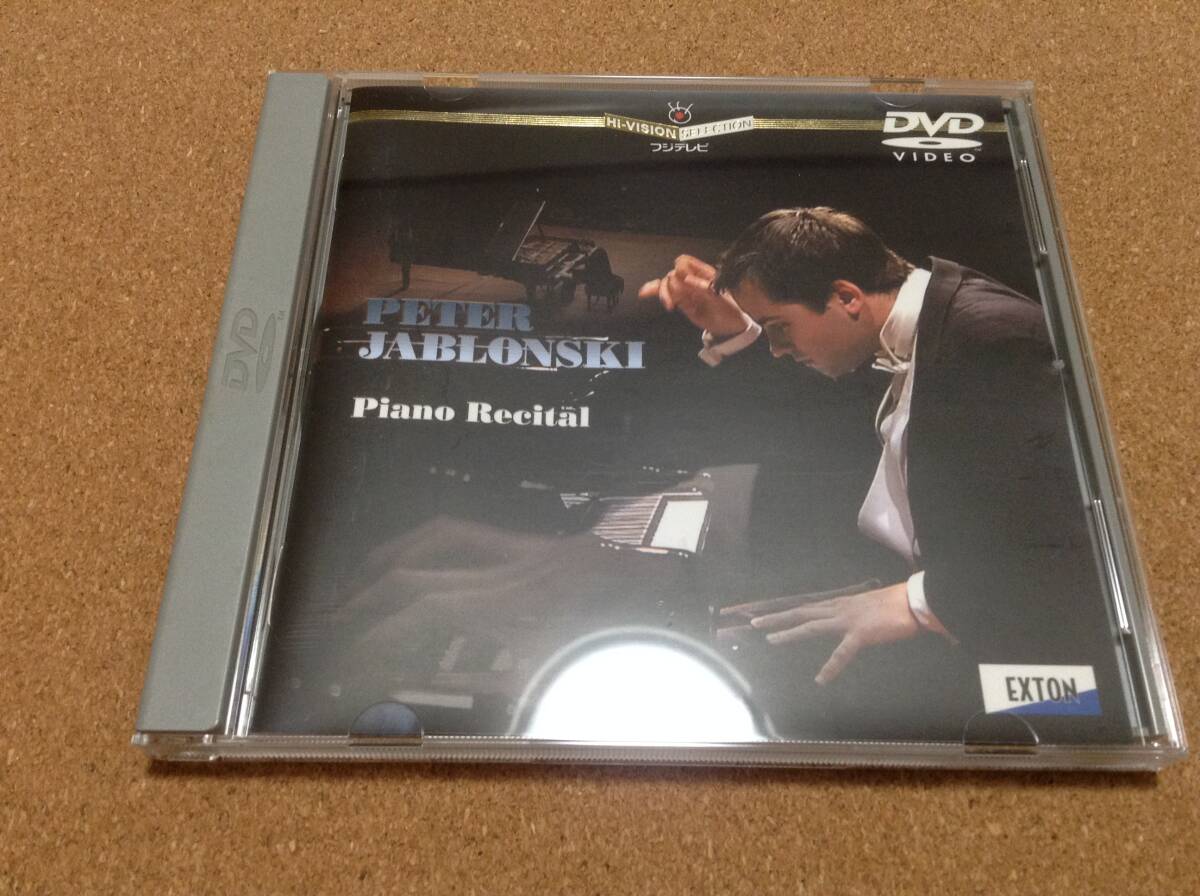 HI-VISION SELECTION
フジテレビ
DVD
VIDEO
PETER
JABLONSKI
Piano Recital
DVD
EXTON